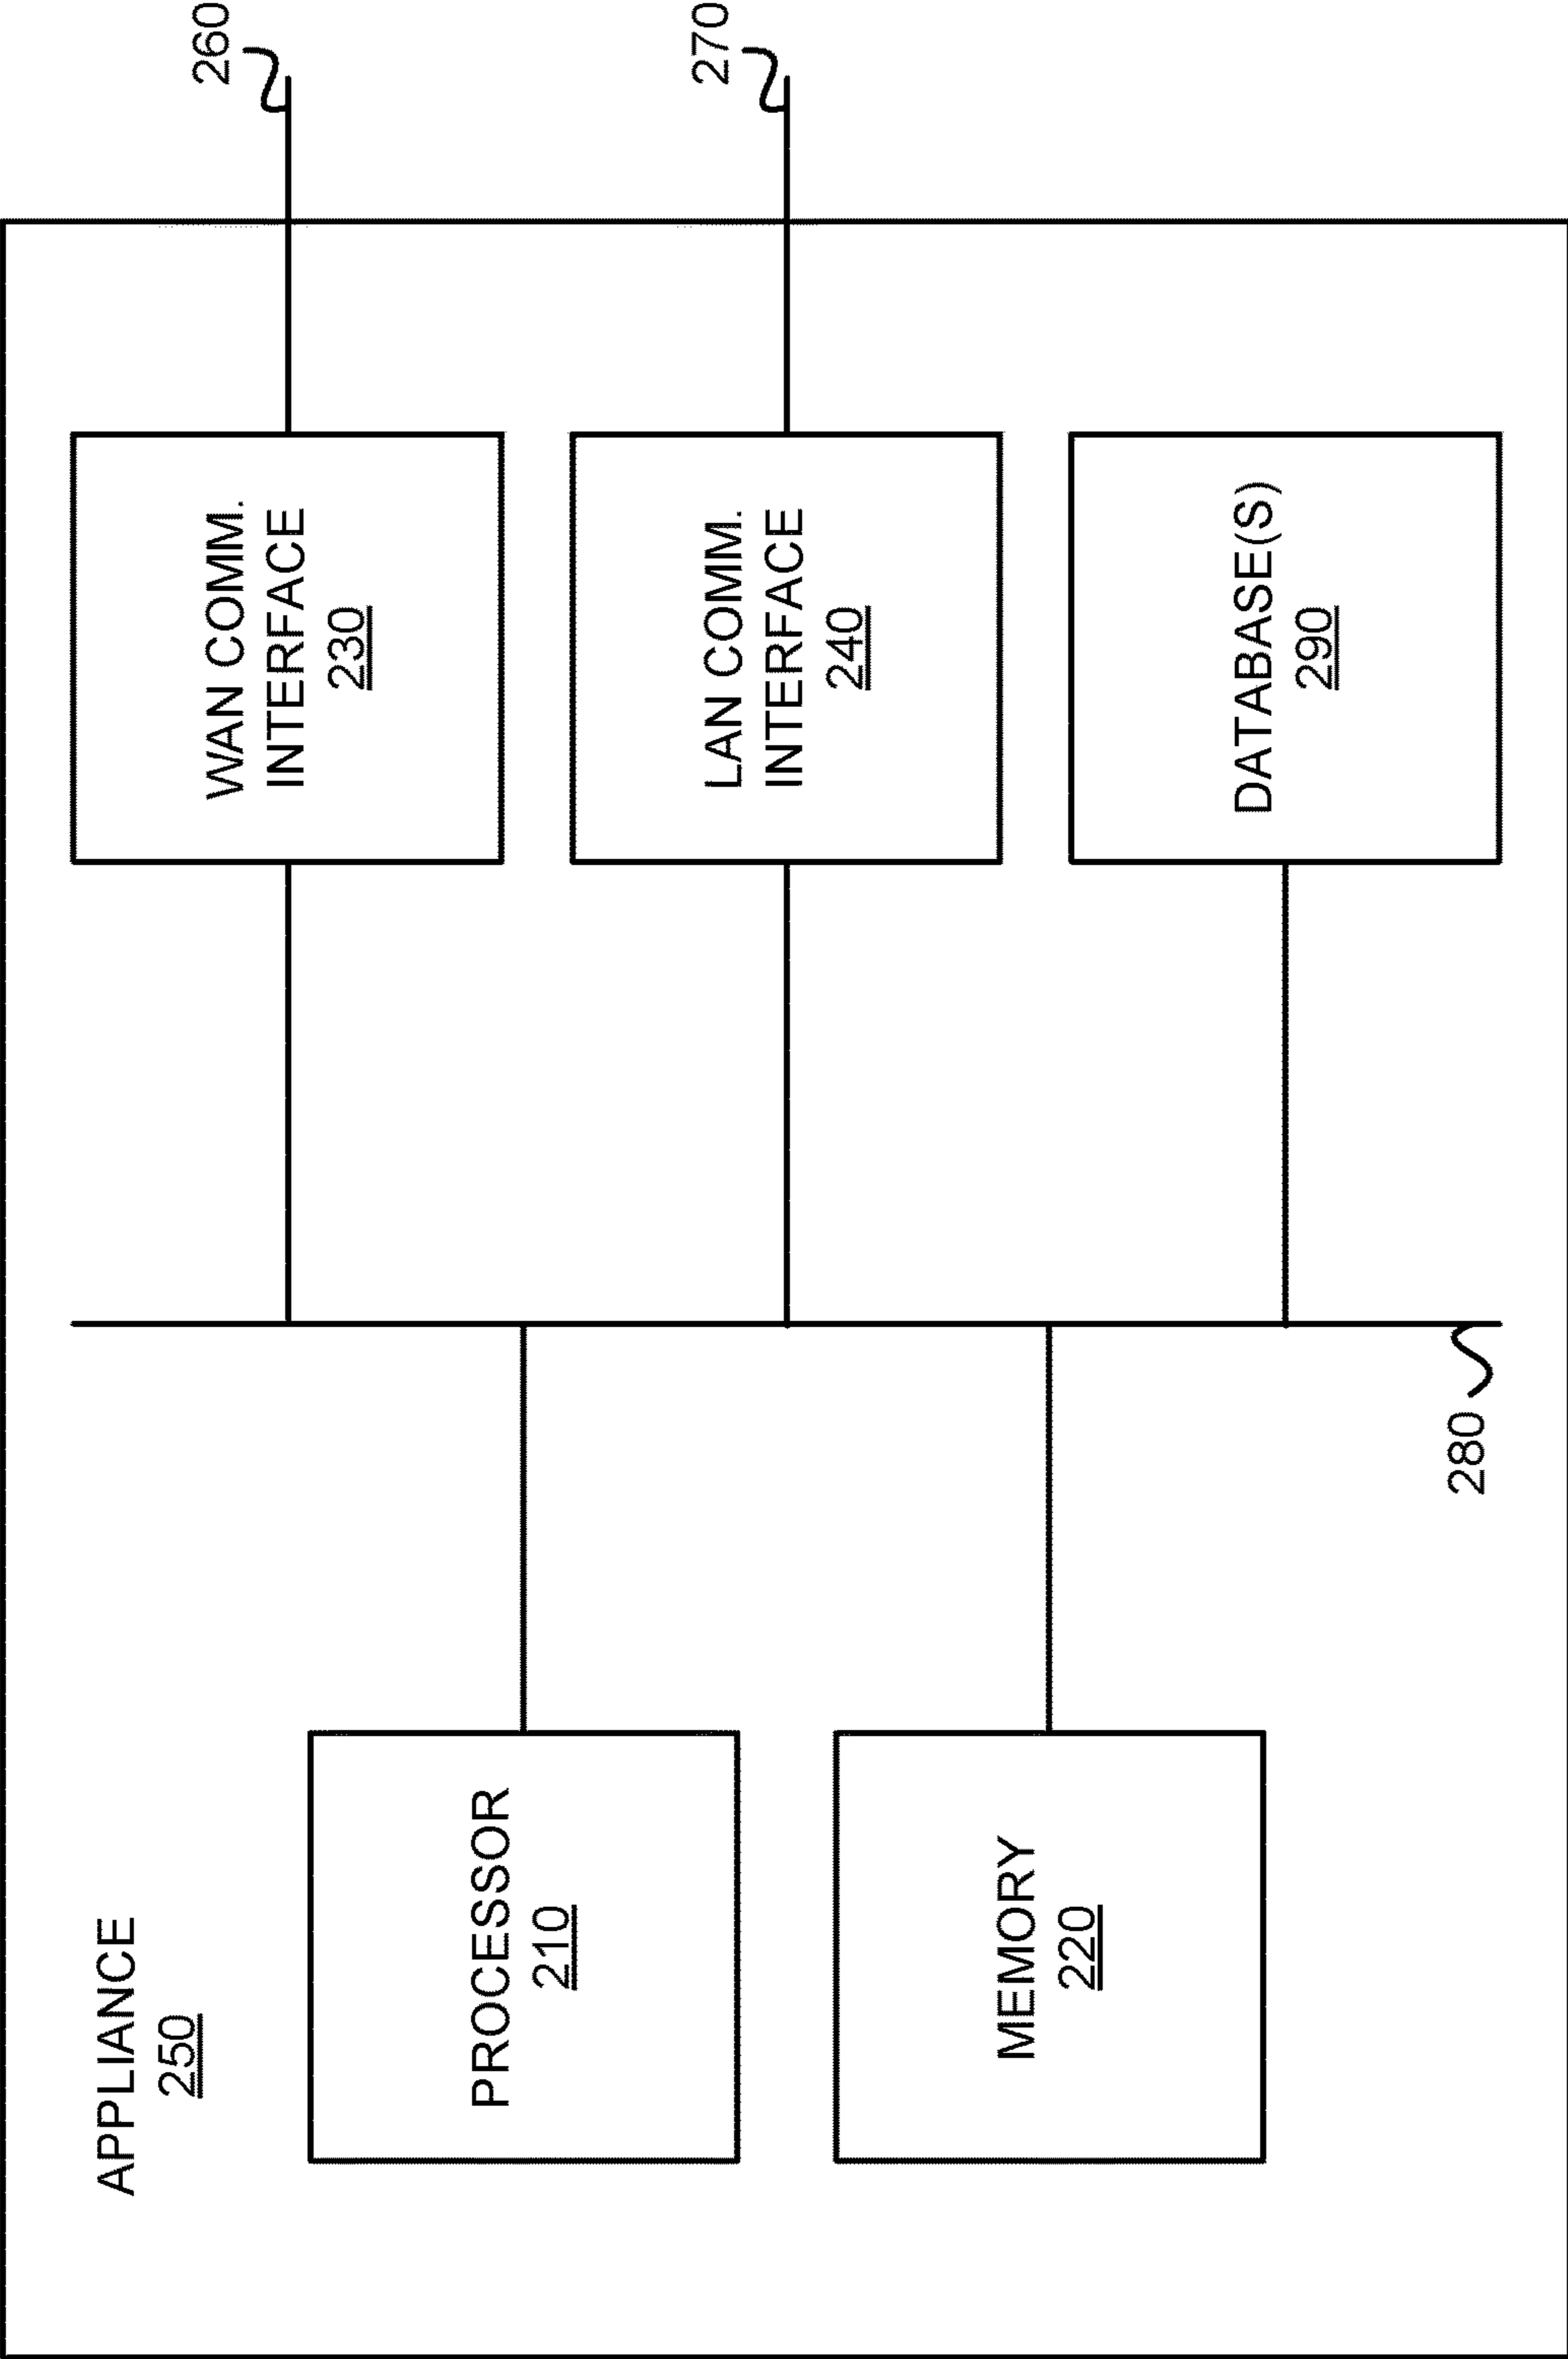 APPLIANCE
250
PROCESSOR
210
MEMORY
220
280
WAN COMM.
INTERFACE
230
LAN COMM.
INTERFACE
240
DATABASE(S)
290
260
270